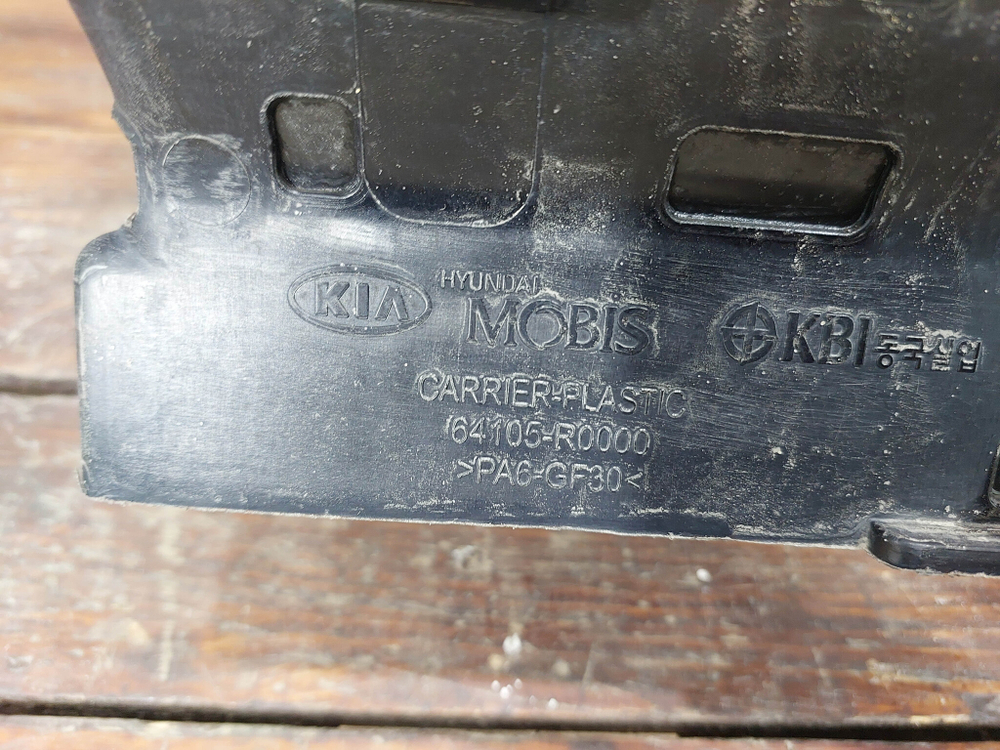 KIA HYUNDAI MOBIS KBI 동국실업
CARRIER-PLASTIC
64105-R0000
>PA6-GF30<